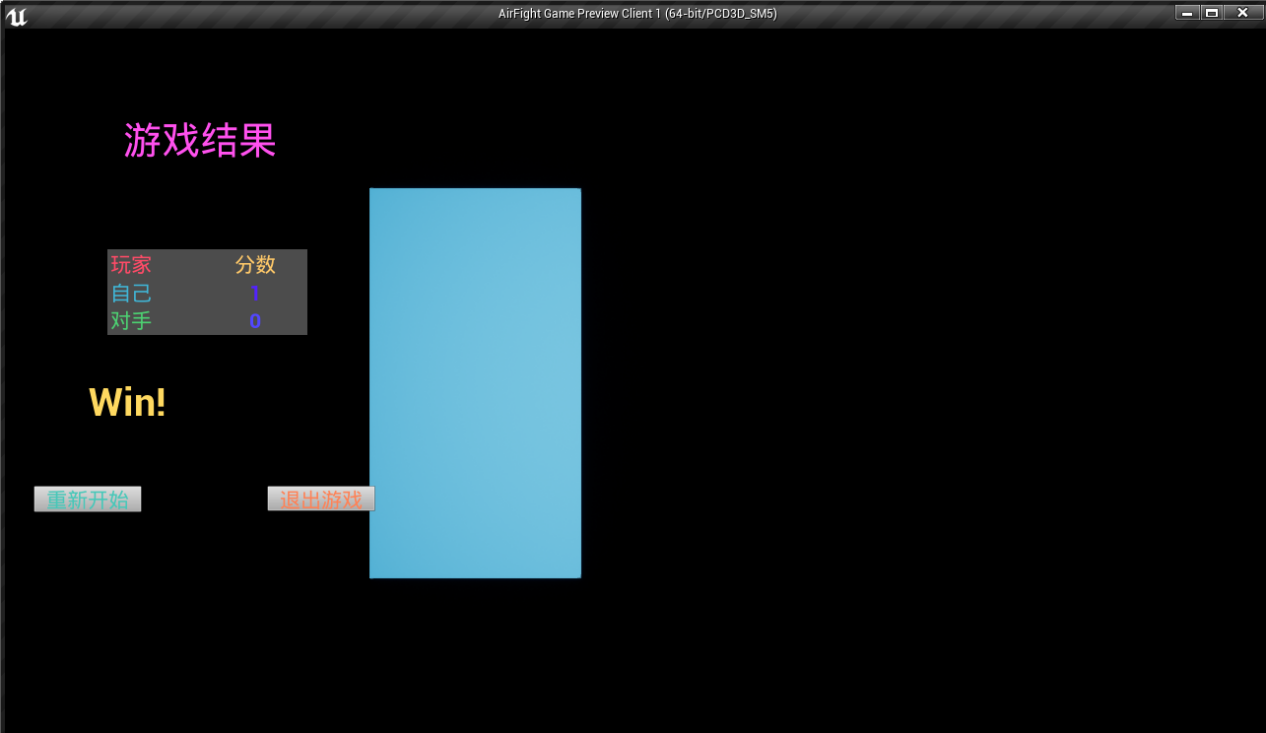 AirFight Game Preview Client 1 (64-bit/PCD3D_SM5)
游戏结果
玩家 分数
自己 1
对手 0
Win!
重新开始 退出游戏